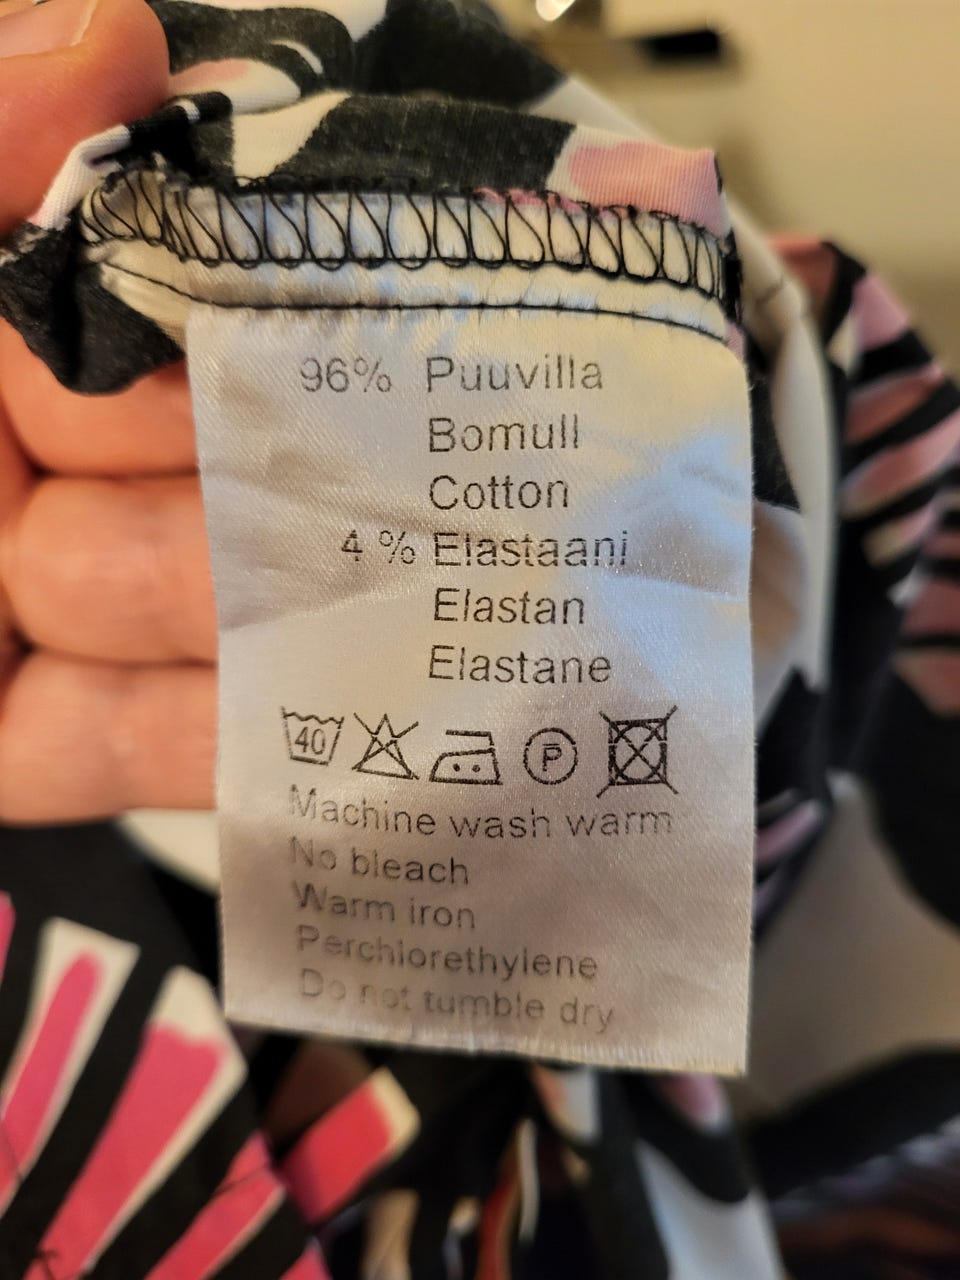 96% Puuvilla
Bomull
Cotton
4 % Elastaani
Elastan
Elastane
40 P
Machine wash warm
No bleach
Warm iron
Perchlorethylene
Do not tumble dry